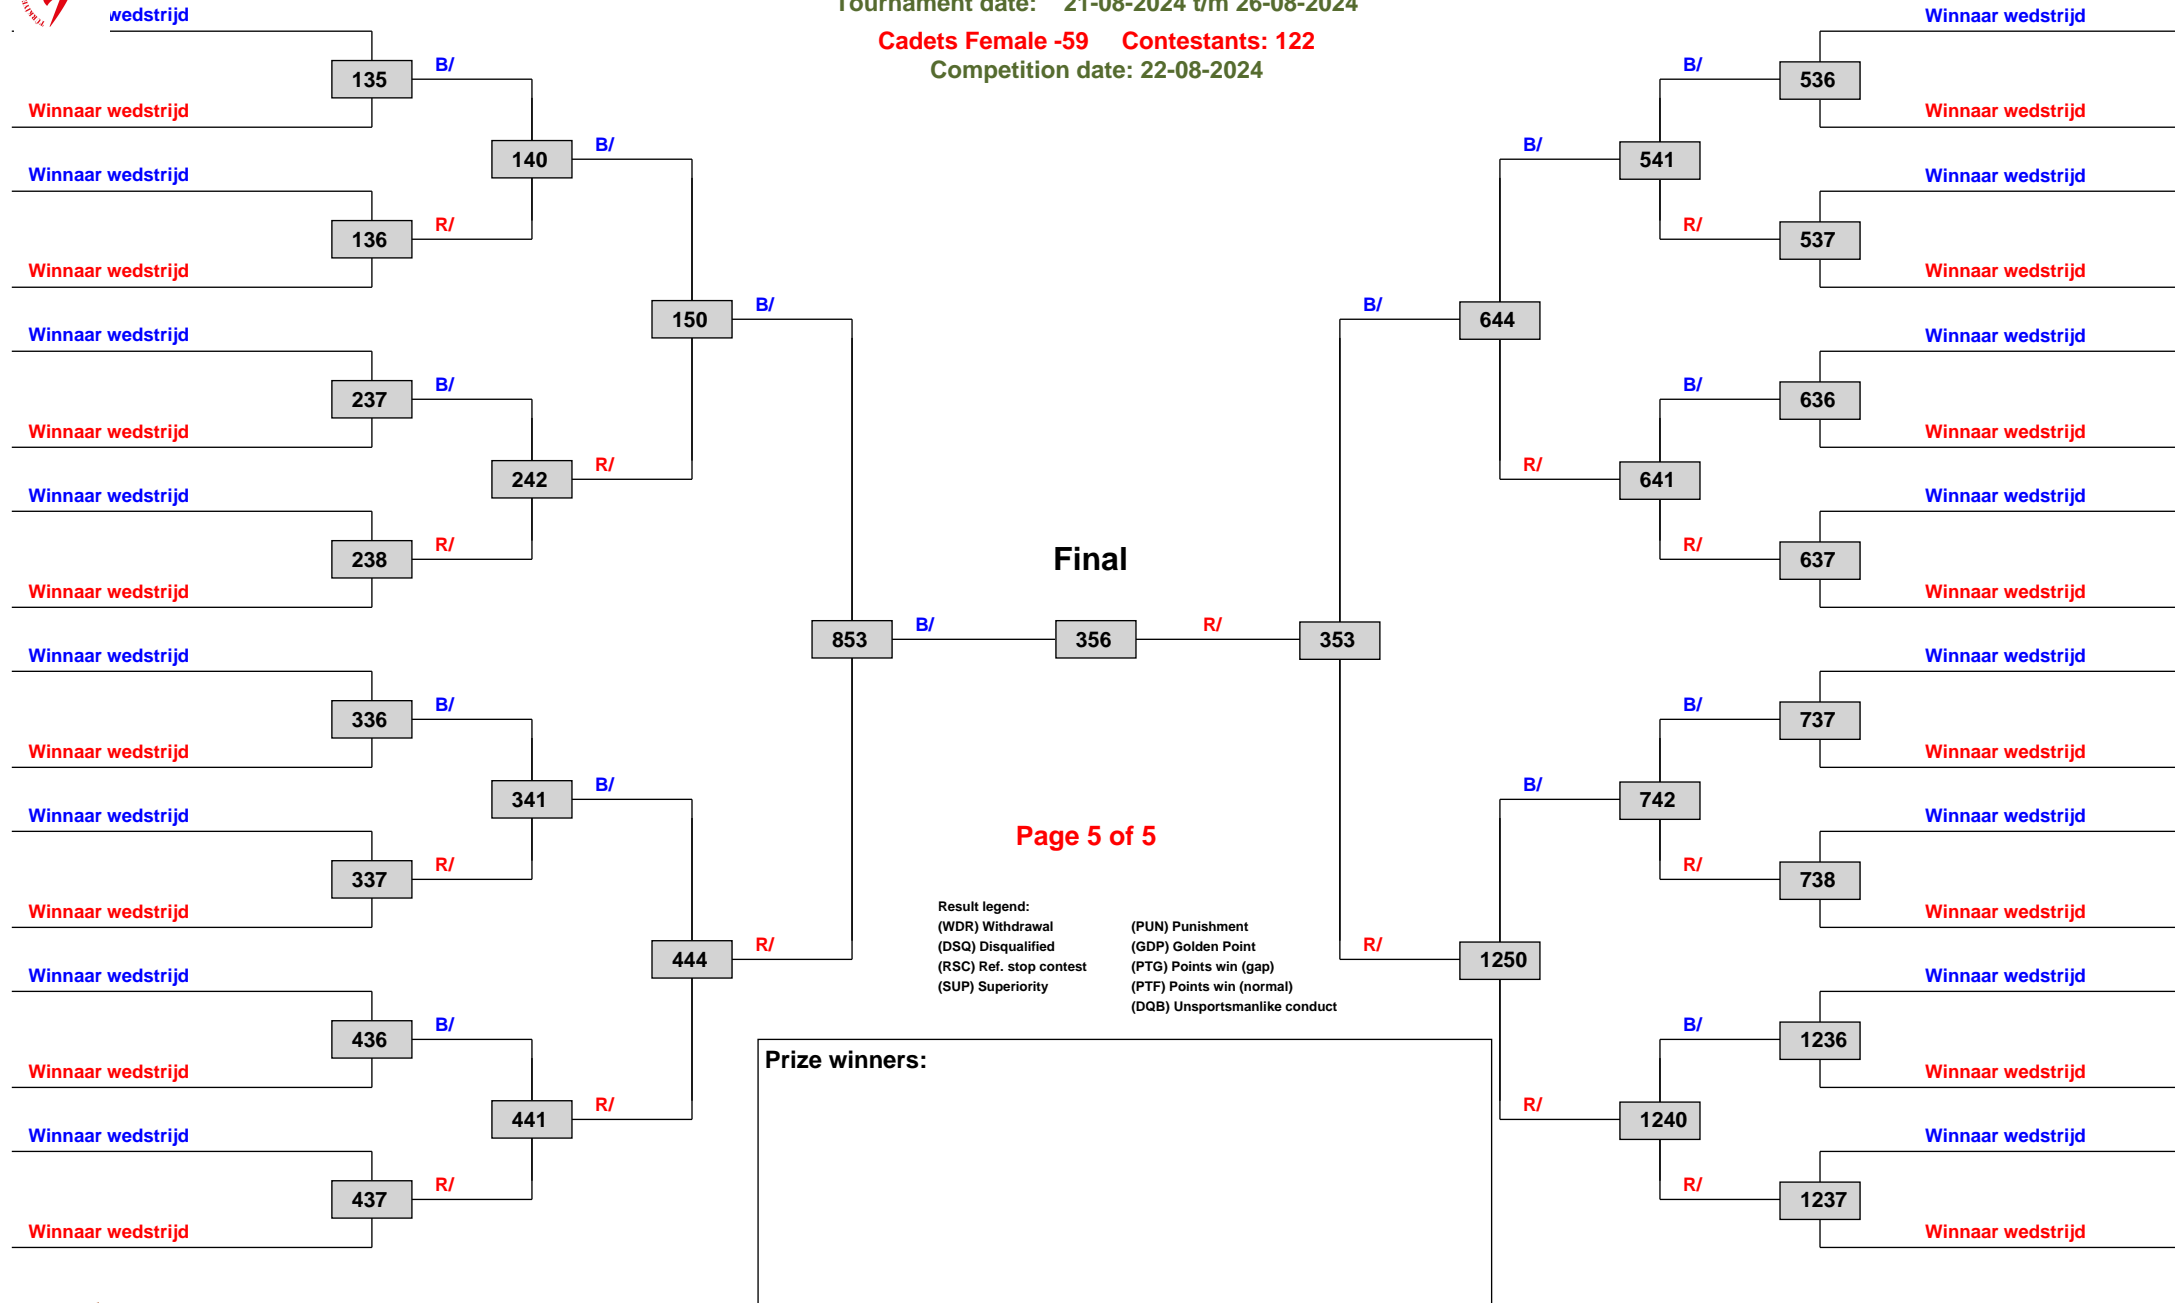 Tournament date: 21-08-2024 t/m 26-08-2024
Cadets Female -59 Contestants: 122
Competition date: 22-08-2024
wedstrijd
135
B/
Winnaar wedstrijd
140
B/
Winnaar wedstrijd
136
R/
Winnaar wedstrijd
150
B/
Winnaar wedstrijd
237
B/
Winnaar wedstrijd
242
R/
Winnaar wedstrijd
238
R/
Winnaar wedstrijd
853
B/
Winnaar wedstrijd
336
B/
Winnaar wedstrijd
341
B/
Winnaar wedstrijd
337
R/
Winnaar wedstrijd
444
R/
Winnaar wedstrijd
436
B/
Winnaar wedstrijd
441
R/
Winnaar wedstrijd
437
R/
Winnaar wedstrijd
Final
356
R/
353
Winnaar wedstrijd
B/
536
Winnaar wedstrijd
B/
541
Winnaar wedstrijd
R/
537
Winnaar wedstrijd
B/
644
Winnaar wedstrijd
B/
636
Winnaar wedstrijd
R/
641
Winnaar wedstrijd
R/
637
Winnaar wedstrijd
Winnaar wedstrijd
B/
737
Winnaar wedstrijd
B/
742
Winnaar wedstrijd
R/
738
Winnaar wedstrijd
R/
1250
Winnaar wedstrijd
B/
1236
Winnaar wedstrijd
R/
1240
Winnaar wedstrijd
R/
1237
Winnaar wedstrijd
Page 5 of 5
Result legend:
(WDR) Withdrawal
(DSQ) Disqualified
(RSC) Ref. stop contest
(SUP) Superiority
(PUN) Punishment
(GDP) Golden Point
(PTG) Points win (gap)
(PTF) Points win (normal)
(DQB) Unsportsmanlike conduct
Prize winners: